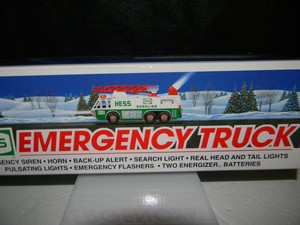 HESS
GASOLINE
EMERGENCY TRUCK
ENCY SIREN • HORN • BACK-UP ALERT • SEARCH LIGHT • REAL HEAD AND TAIL LIGHTS
PULSATING LIGHTS • EMERGENCY FLASHERS • TWO ENERGIZER® BATTERIES